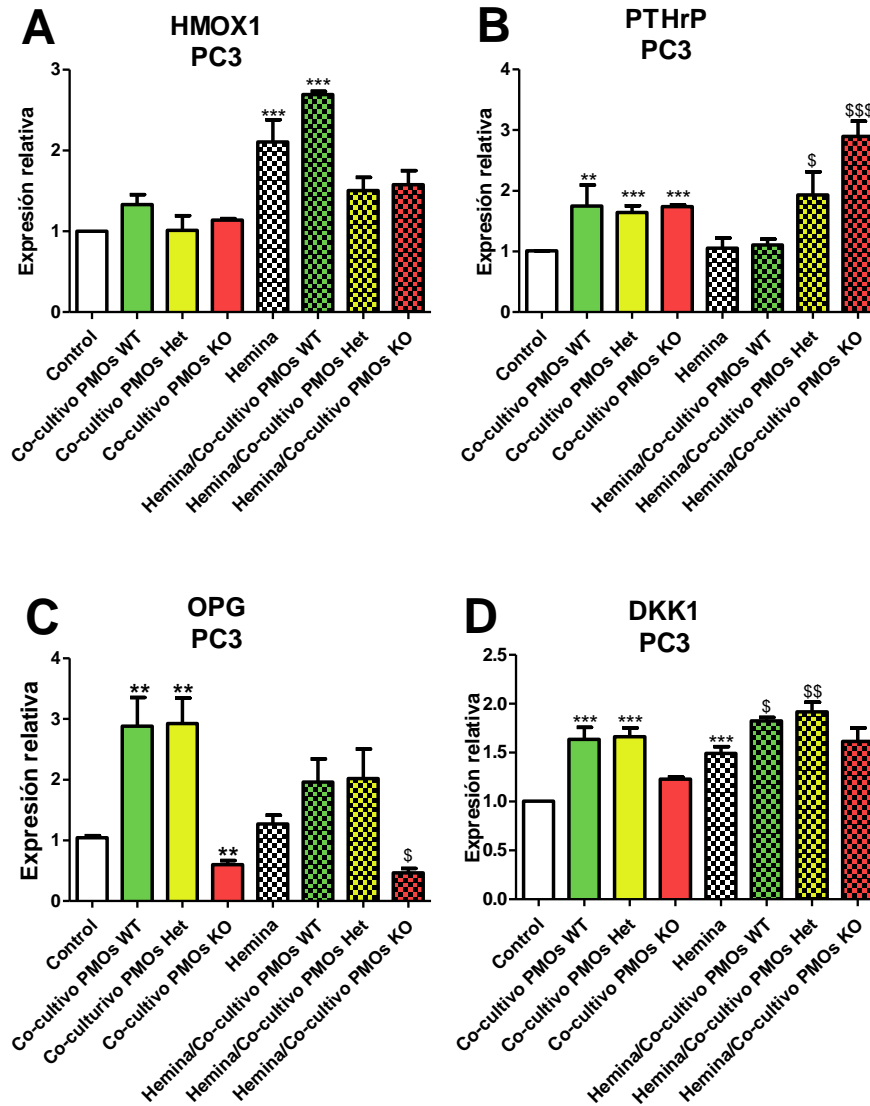 A
HMOX1
PC3
Expresión relativa
3
2
1
0
***
***
Control
Co-cultivo PMOs WT
Co-cultivo PMOs Het
Co-cultivo PMOs KO
Hemina
Hemina/Co-cultivo PMOs WT
Hemina/Co-cultivo PMOs Het
Hemina/Co-cultivo PMOs KO
B
PTHrP
PC3
Expresión relativa
4
3
2
1
0
**
***
***
$
$$$
Control
Co-cultivo PMOs WT
Co-cultivo PMOs Het
Co-cultivo PMOs KO
Hemina
Hemina/Co-cultivo PMOs WT
Hemina/Co-cultivo PMOs Het
Hemina/Co-cultivo PMOs KO
C
OPG
PC3
Expresión relativa
4
3
2
1
0
**
**
**
$
Control
Co-cultivo PMOs WT
Co-culturivo PMOs Het
Co-cultivo PMOs KO
Hemina
Hemina/Co-cultivo PMOs WT
Hemina/Co-cultivo PMOs Het
Hemina/Co-cultivo PMOs KO
D
DKK1
PC3
Expresión relativa
2.5
2.0
1.5
1.0
0.5
0.0
***
***
***
$
$$
Control
Co-cultivo PMOs WT
Co-cultivo PMOs Het
Co-cultivo PMOs KO
Hemina
Hemina/Co-cultivo PMOs WT
Hemina/Co-cultivo PMOs Het
Hemina/Co-cultivo PMOs KO